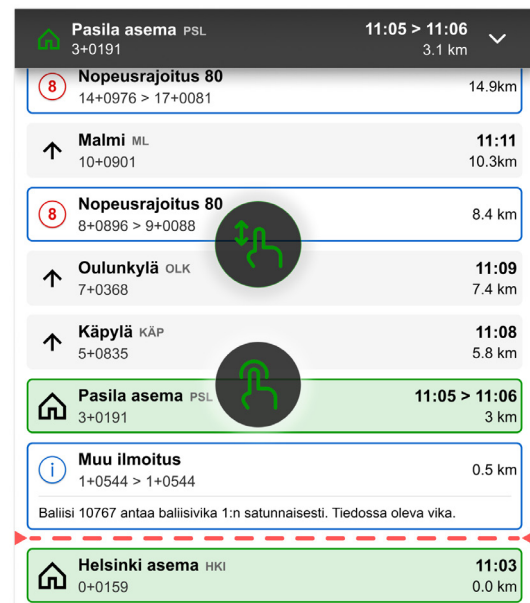 Pasila asema PSL 11:05 > 11:06
3+0191 3.1 km
8 Nopeusrajoitus 80 14.9km
14+0976 > 17+0081
Malmi ML 11:11
10+0901 10.3km
8 Nopeusrajoitus 80 8.4 km
8+0896 > 9+0088
Oulunkylä OLK 11:09
7+0368 7.4 km
Käpylä KÄP 11:08
5+0835 5.8 km
Pasila asema PSL 11:05 > 11:06
3+0191 3 km
i Muu ilmoitus 0.5 km
1+0544 > 1+0544
Baliisi 10767 antaa baliisivika 1:n satunnaisesti. Tiedossa oleva vika.
Helsinki asema HKI 11:03
0+0159 0.0 km